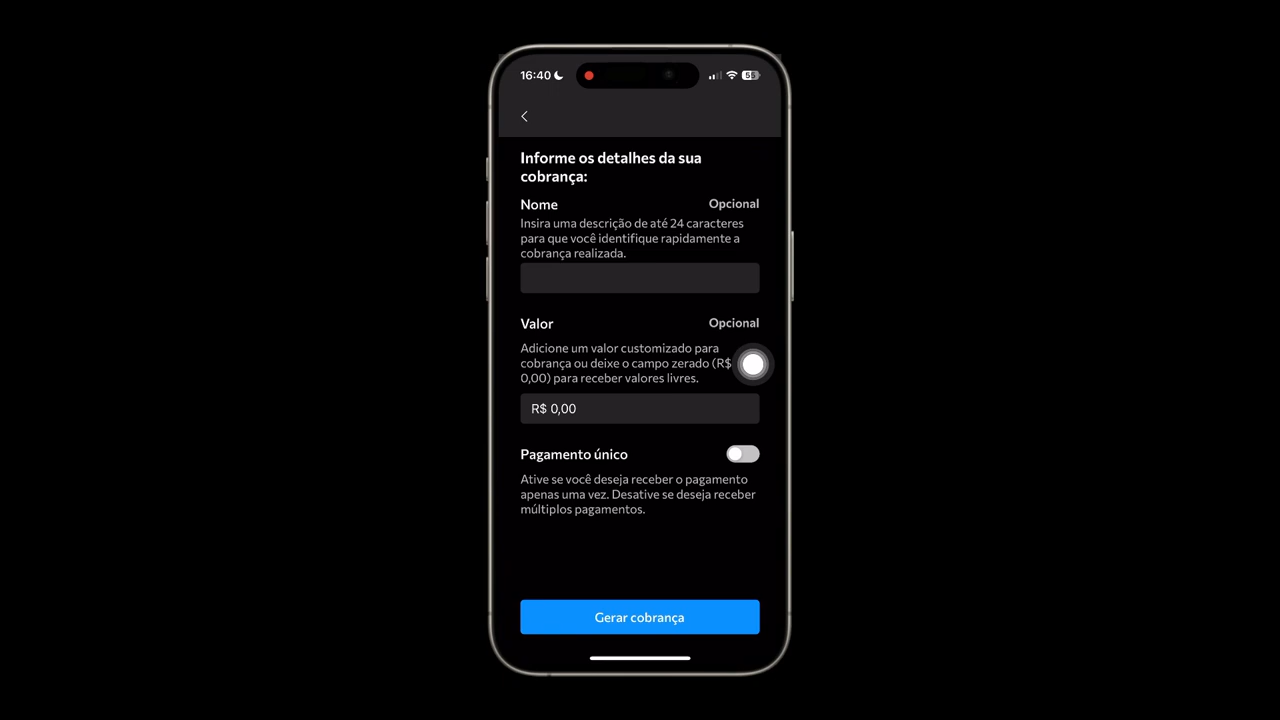 16:40
56
Informe os detalhes da sua
cobrança:
Nome
Opcional
Insira uma descrição de até 24 caracteres
para que você identifique rapidamente a
cobrança realizada.
Valor
Opcional
Adicione um valor customizado para
cobrança ou deixe o campo zerado (R$
0,00) para receber valores livres.
R$ 0,00
Pagamento único
Ative se você deseja receber o pagamento
apenas uma vez. Desative se deseja receber
múltiplos pagamentos.
Gerar cobrança